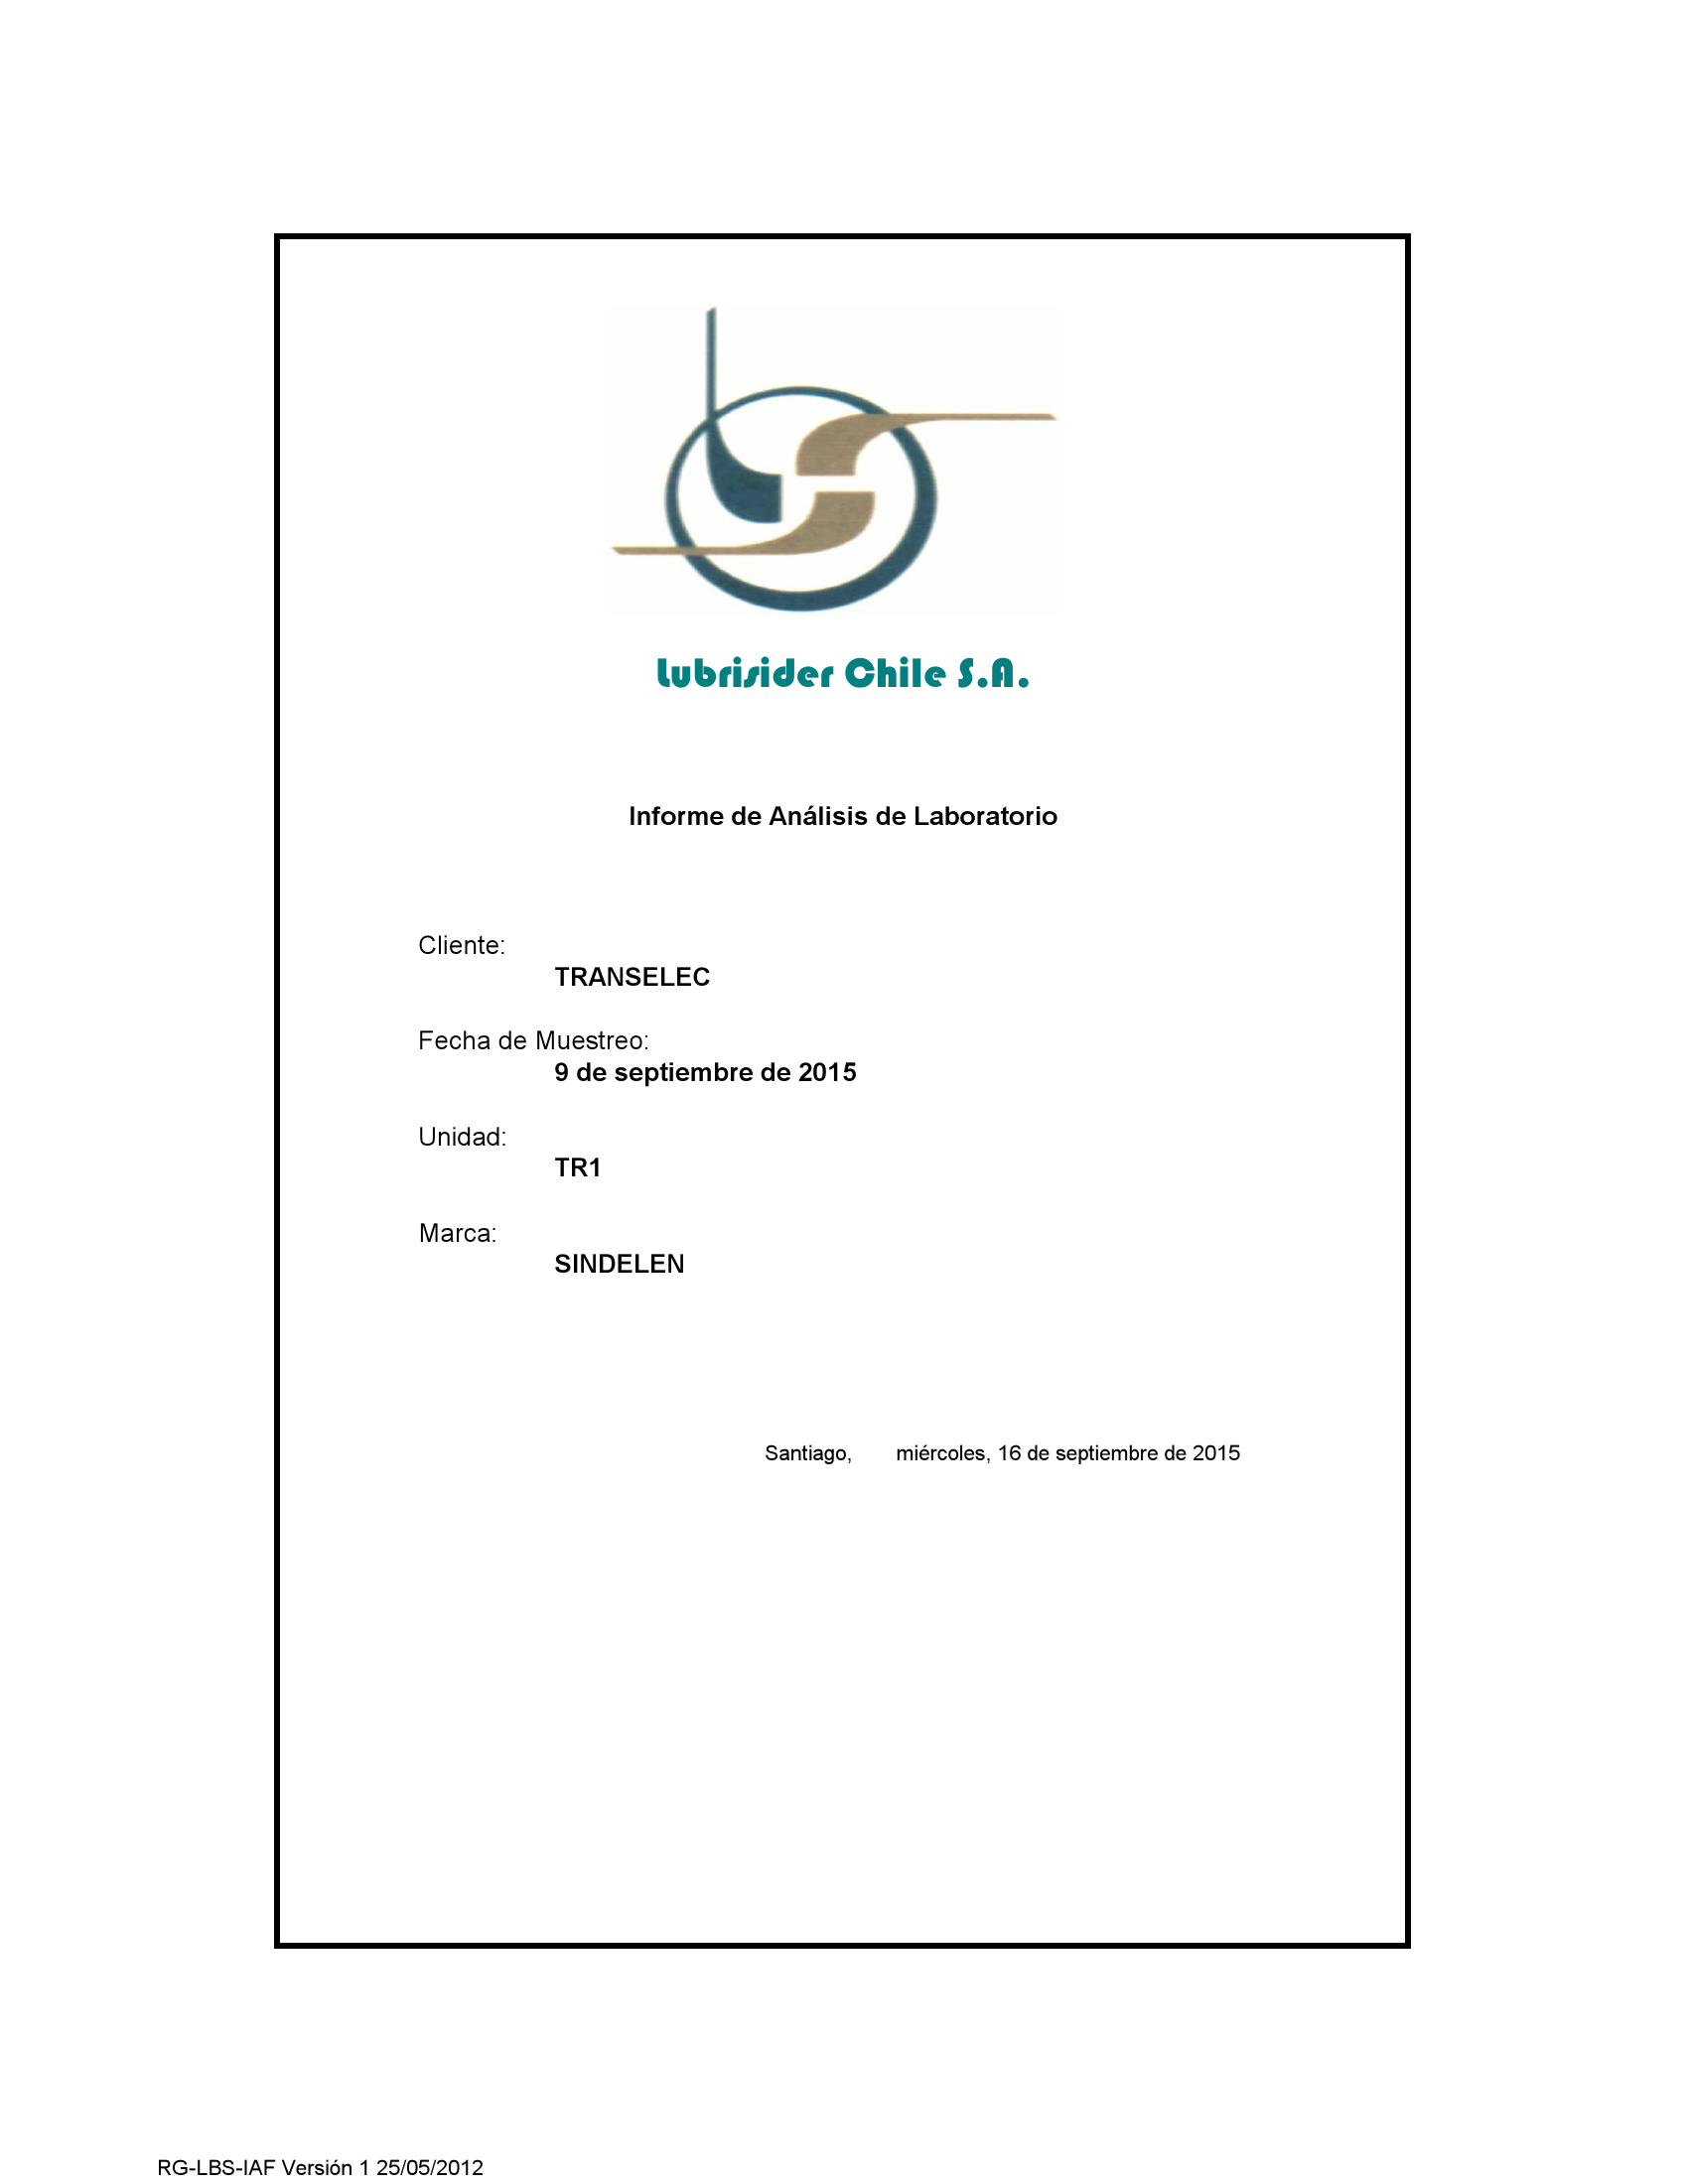 Lubrisider Chile S.A.
Informe de Análisis de Laboratorio
Cliente:
TRANSELEC
Fecha de Muestreo:
9 de septiembre de 2015
Unidad:
TR1
Marca:
SINDELEN
Santiago, miércoles, 16 de septiembre de 2015
RG-LBS-IAF Versión 1 25/05/2012